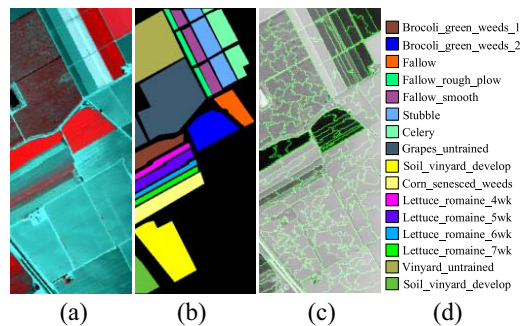 Brocoli_green_weeds_1
Brocoli_green_weeds_2
Fallow
Fallow_rough_plow
Fallow_smooth
Stubble
Celery
Grapes_untrained
Soil_vinyard_develop
Corn_senesced_weeds
Lettuce_romaine_4wk
Lettuce_romaine_5wk
Lettuce_romaine_6wk
Lettuce_romaine_7wk
Vinyard_untrained
Soil_vinyard_develop
(a) (b) (c) (d)